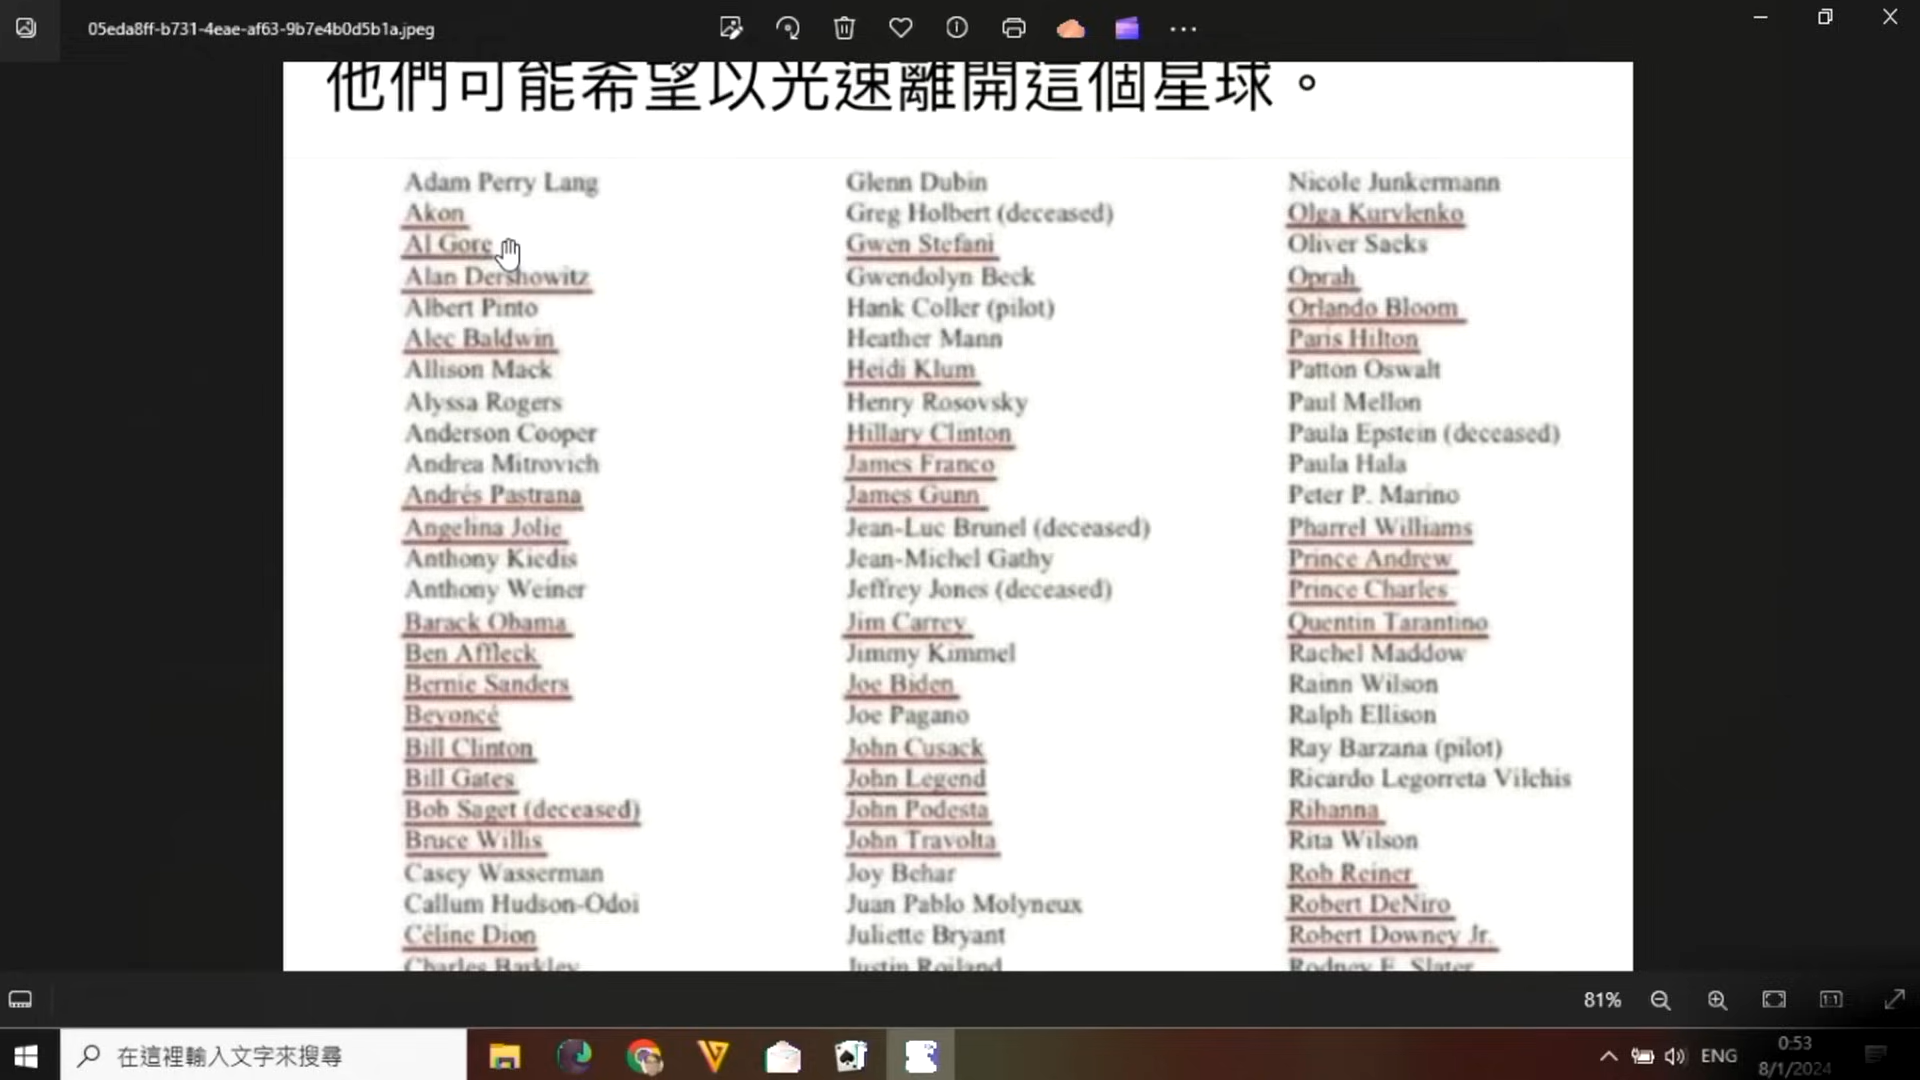 05eda8ff-b731-4eae-af63-9b7e4b0d5b1a.jpeg
他們可能希望以光速離開這個星球。
Adam Perry Lang
Akon
Al Gore
Alan Dershowitz
Albert Pinto
Alec Baldwin
Allison Mack
Alyssa Rogers
Anderson Cooper
Andrea Mitrovich
Andrés Pastrana
Angelina Jolie
Anthony Kiedis
Anthony Weiner
Barack Obama
Ben Affleck
Bernie Sanders
Beyoncé
Bill Clinton
Bill Gates
Bob Saget (deceased)
Bruce Willis
Casey Wasserman
Callum Hudson-Odoi
Céline Dion
Charles Barkley
Glenn Dubin
Greg Holbert (deceased)
Gwen Stefani
Gwendolyn Beck
Hank Coller (pilot)
Heather Mann
Heidi Klum
Henry Rosovsky
Hillary Clinton
James Franco
James Gunn
Jean-Luc Brunel (deceased)
Jean-Michel Gathy
Jeffrey Jones (deceased)
Jim Carrey
Jimmy Kimmel
Joe Biden
Joe Pagano
John Cusack
John Legend
John Podesta
John Travolta
Joy Behar
Juan Pablo Molyneux
Juliette Bryant
Justin Roiland
Nicole Junkermann
Olga Kurylenko
Oliver Sacks
Oprah
Orlando Bloom
Paris Hilton
Patton Oswalt
Paul Mellon
Paula Epstein (deceased)
Paula Hala
Peter P. Marino
Pharrel Williams
Prince Andrew
Prince Charles
Quentin Tarantino
Rachel Maddow
Rainn Wilson
Ralph Ellison
Ray Barzana (pilot)
Ricardo Legorreta Vilchis
Rihanna
Rita Wilson
Rob Reiner
Robert DeNiro
Robert Downey Jr.
Rodney E. Slater
81%
在這裡輸入文字來搜尋
ENG
0:53
8/1/2024